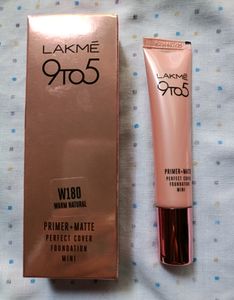 LAKMÉ
9TO5
W180
WARM NATURAL
PRIMER+MATTE
PERFECT COVER
FOUNDATION
MINI
LAKMÉ
9TO5
PRIMER+MATTE
PERFECT COVER
FOUNDATION
MINI